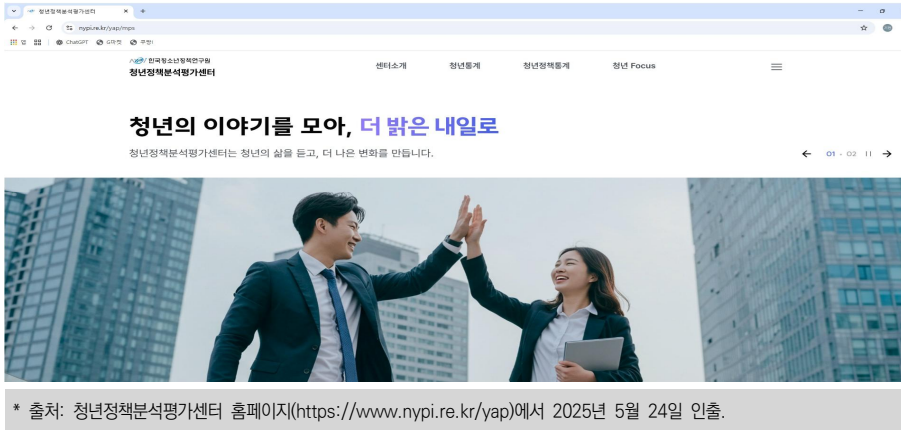 청년정책분석평가센터
nypi.re.kr/yap/mps
앱 ChatGPT G마켓 쿠팡!
한국청소년정책연구원
청년정책분석평가센터
센터소개 청년통계 청년정책통계 청년 Focus
청년의 이야기를 모아, 더 밝은 내일로
청년정책분석평가센터는 청년의 삶을 듣고, 더 나은 변화를 만듭니다.
01 - 02
* 출처: 청년정책분석평가센터 홈페이지(https://www.nypi.re.kr/yap)에서 2025년 5월 24일 인출.